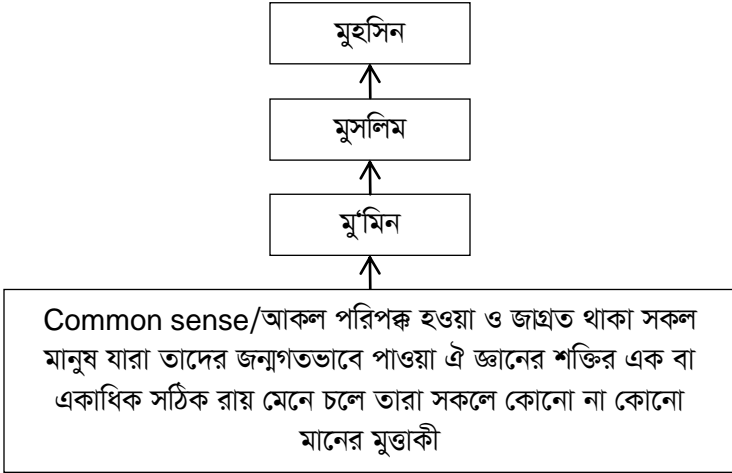 মুহসিন
মুসলিম
মু‘মিন
Common sense/আকল পরিপক্ক হওয়া ও জাগ্রত থাকা সকল
মানুষ যারা তাদের জন্মগতভাবে পাওয়া ঐ জ্ঞানের শক্তির এক বা
একাধিক সঠিক রায় মেনে চলে তারা সকলে কোনো না কোনো
মানের মুত্তাকী